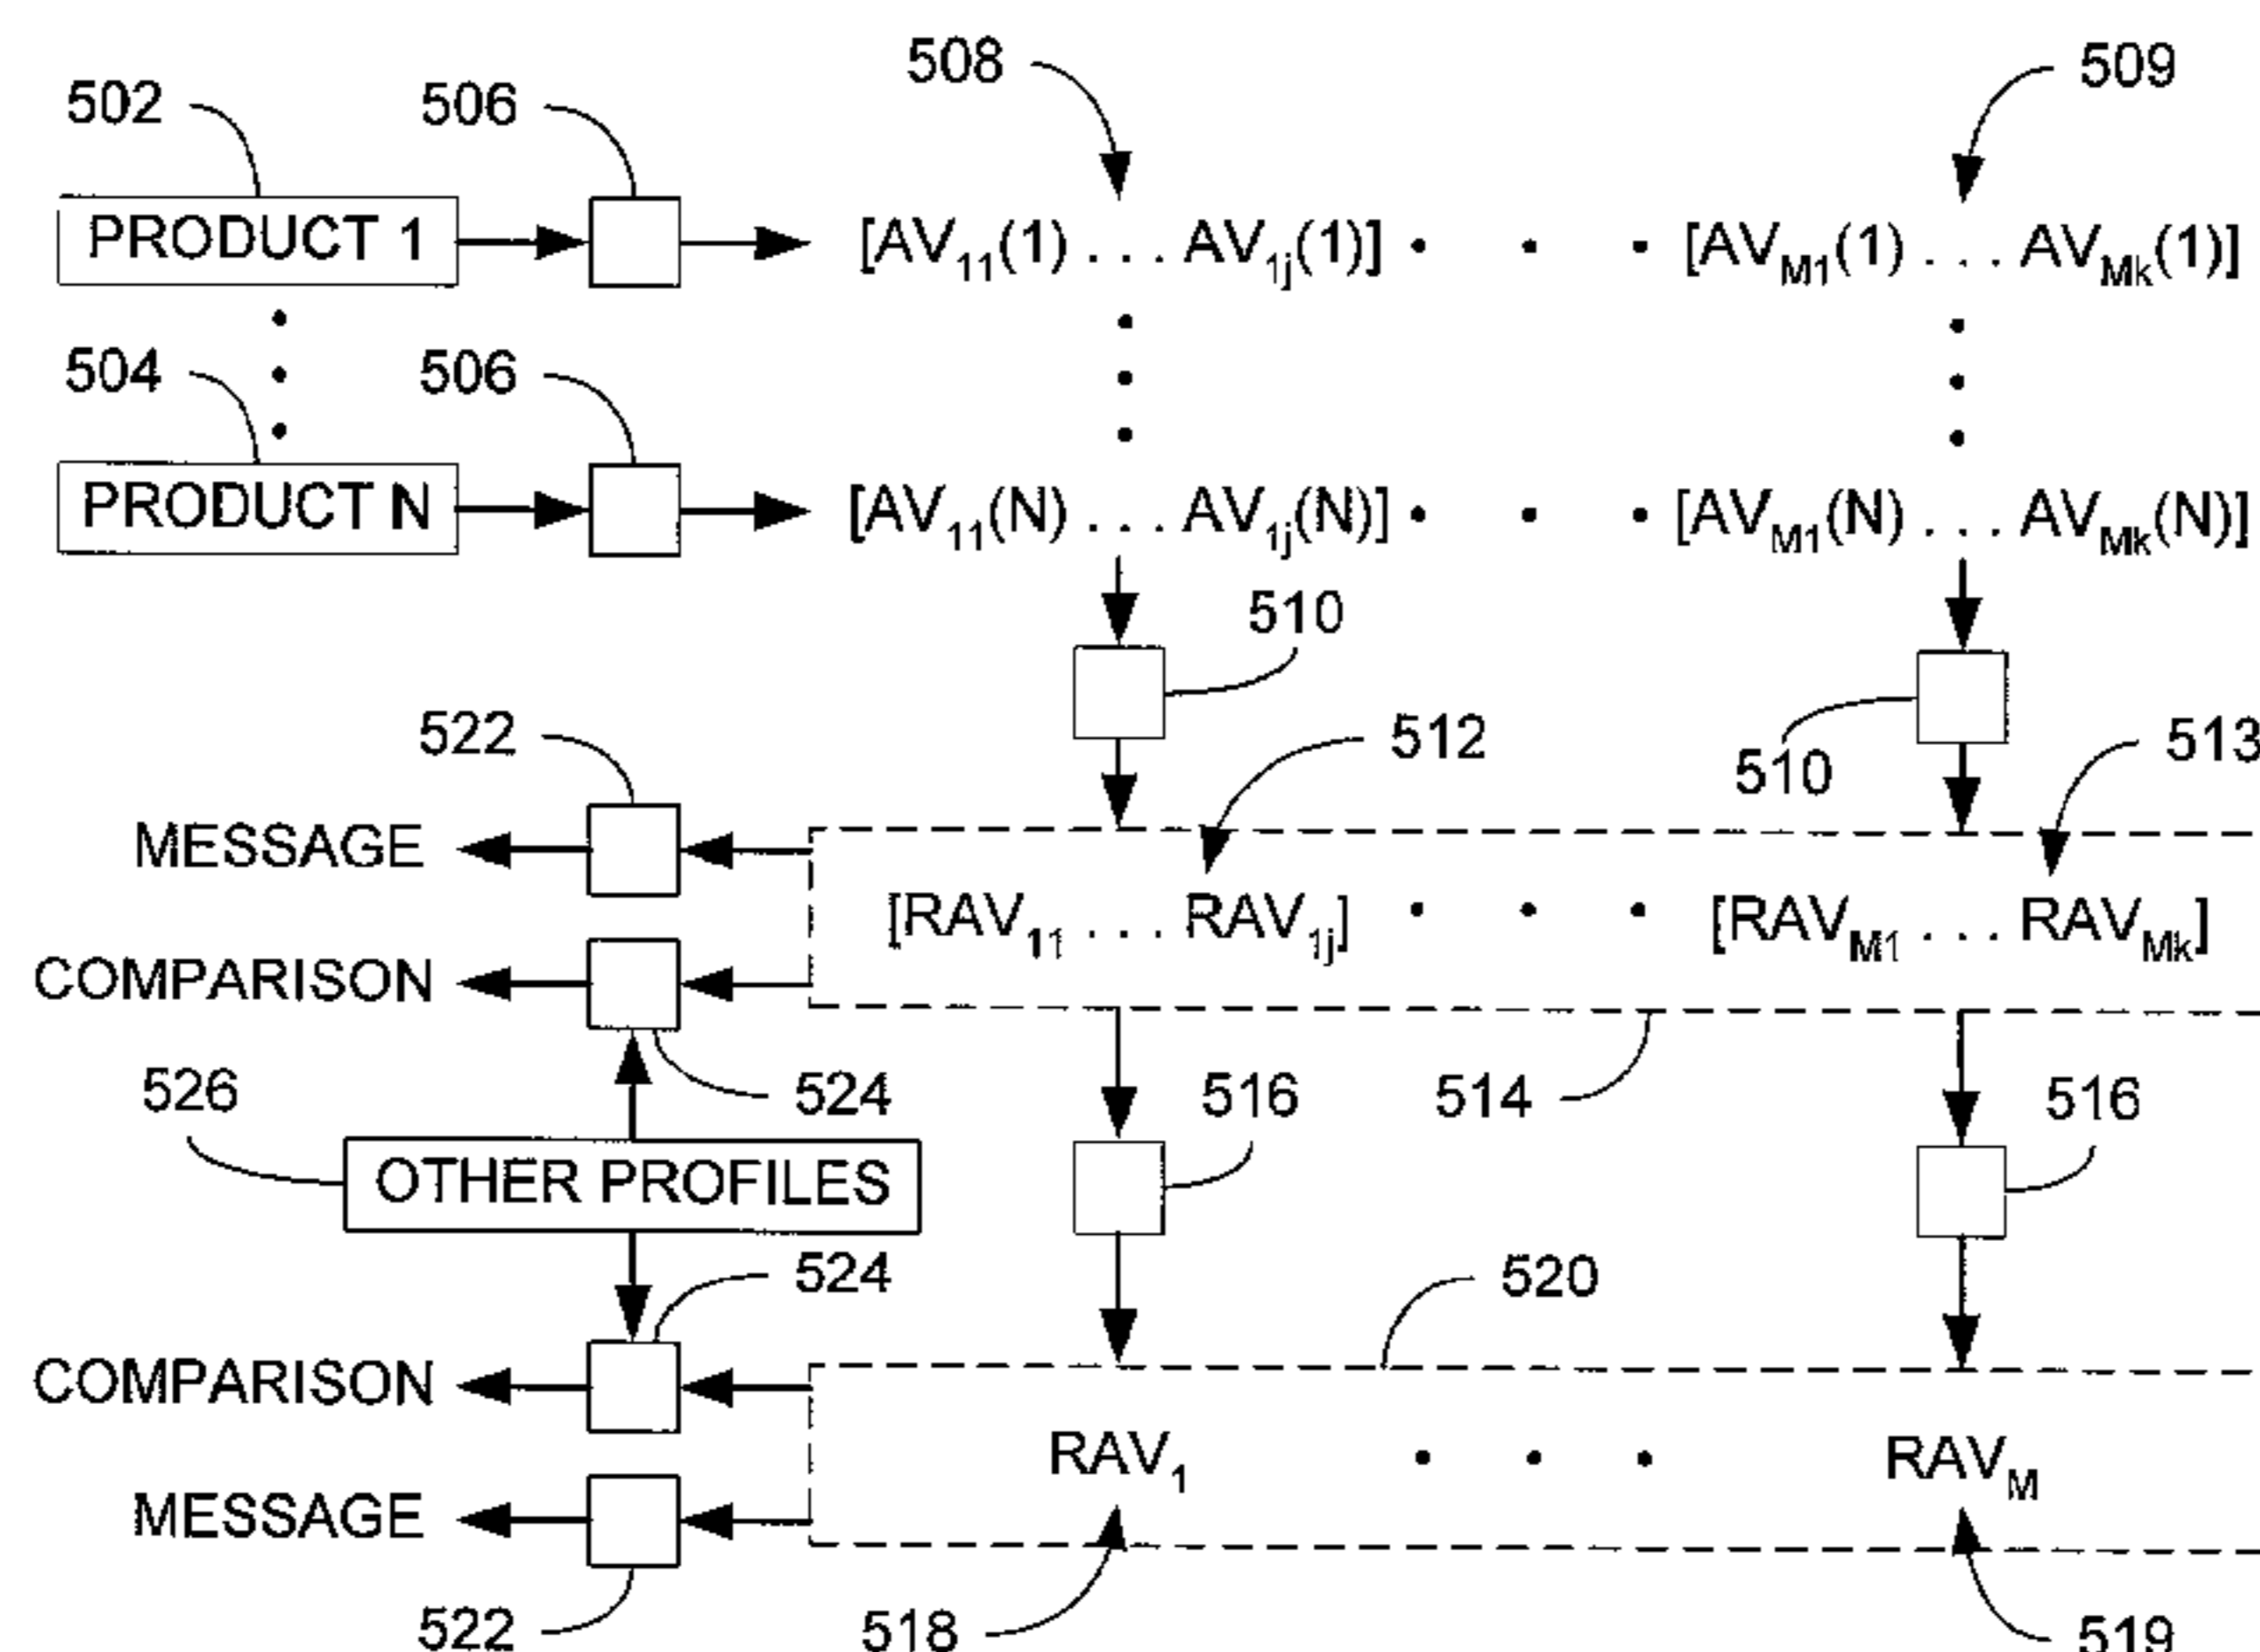 508
509
502
506
PRODUCT 1
[AV11(1) . . . AV1j(1)] • • • [AVM1(1) . . . AVMk(1)]
504
506
PRODUCT N
[AV11(N) . . . AV1j(N)] • • • [AVM1(N) . . . AVMk(N)]
510
522
512
510
513
MESSAGE
[RAV11 . . . RAV1j] • • • [RAVM1 . . . RAVMk]
COMPARISON
526
524
516
514
516
OTHER PROFILES
524
520
COMPARISON
RAV1 • • • RAVM
MESSAGE
522
518
519